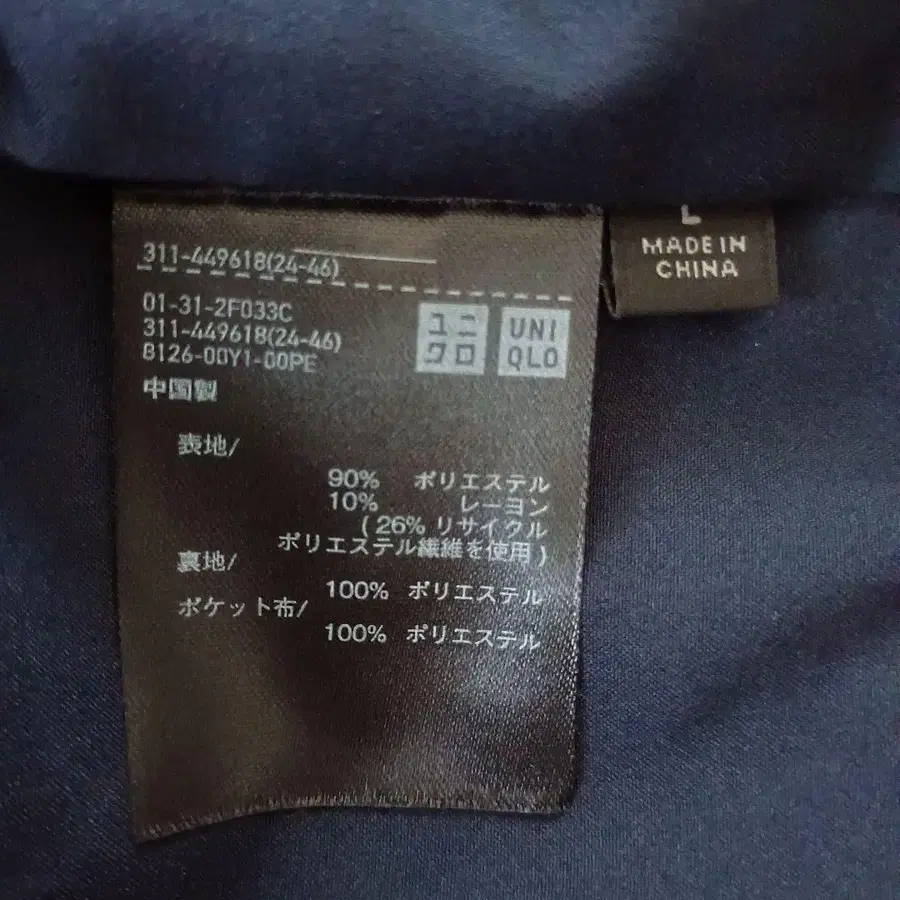 311-449618(24-46)
01-31-2F033C
311-449618(24-46)
8126-00Y1-00PE
中国製
ユニ
クロ
UNI
QLO
表地/
90% ポリエステル
10% レーヨン
(26% リサイクル
ポリエステル繊維を使用)
裏地/
100% ポリエステル
ポケット布/
100% ポリエステル
L
MADE IN
CHINA